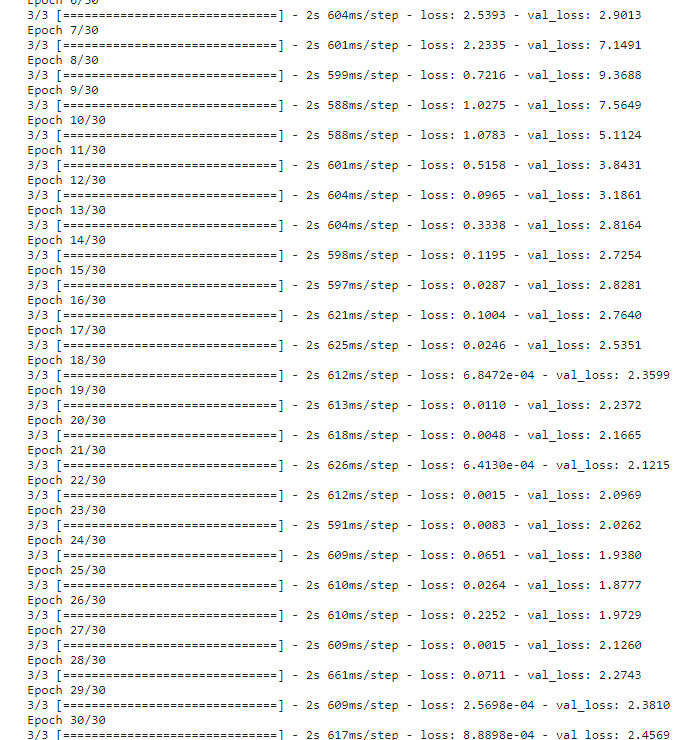 Epoch 6/30
3/3 [==============================] - 2s 604ms/step - loss: 2.5393 - val_loss: 2.9013
Epoch 7/30
3/3 [==============================] - 2s 601ms/step - loss: 2.2335 - val_loss: 7.1491
Epoch 8/30
3/3 [==============================] - 2s 599ms/step - loss: 0.7216 - val_loss: 9.3688
Epoch 9/30
3/3 [==============================] - 2s 588ms/step - loss: 1.0275 - val_loss: 7.5649
Epoch 10/30
3/3 [==============================] - 2s 588ms/step - loss: 1.0783 - val_loss: 5.1124
Epoch 11/30
3/3 [==============================] - 2s 601ms/step - loss: 0.5158 - val_loss: 3.8431
Epoch 12/30
3/3 [==============================] - 2s 604ms/step - loss: 0.0965 - val_loss: 3.1861
Epoch 13/30
3/3 [==============================] - 2s 604ms/step - loss: 0.3338 - val_loss: 2.8164
Epoch 14/30
3/3 [==============================] - 2s 598ms/step - loss: 0.1195 - val_loss: 2.7254
Epoch 15/30
3/3 [==============================] - 2s 597ms/step - loss: 0.0287 - val_loss: 2.8281
Epoch 16/30
3/3 [==============================] - 2s 621ms/step - loss: 0.1004 - val_loss: 2.7640
Epoch 17/30
3/3 [==============================] - 2s 625ms/step - loss: 0.0246 - val_loss: 2.5351
Epoch 18/30
3/3 [==============================] - 2s 612ms/step - loss: 6.8472e-04 - val_loss: 2.3599
Epoch 19/30
3/3 [==============================] - 2s 613ms/step - loss: 0.0110 - val_loss: 2.2372
Epoch 20/30
3/3 [==============================] - 2s 618ms/step - loss: 0.0048 - val_loss: 2.1665
Epoch 21/30
3/3 [==============================] - 2s 626ms/step - loss: 6.4130e-04 - val_loss: 2.1215
Epoch 22/30
3/3 [==============================] - 2s 612ms/step - loss: 0.0015 - val_loss: 2.0969
Epoch 23/30
3/3 [==============================] - 2s 591ms/step - loss: 0.0083 - val_loss: 2.0262
Epoch 24/30
3/3 [==============================] - 2s 609ms/step - loss: 0.0651 - val_loss: 1.9380
Epoch 25/30
3/3 [==============================] - 2s 610ms/step - loss: 0.0264 - val_loss: 1.8777
Epoch 26/30
3/3 [==============================] - 2s 610ms/step - loss: 0.2252 - val_loss: 1.9729
Epoch 27/30
3/3 [==============================] - 2s 609ms/step - loss: 0.0015 - val_loss: 2.1260
Epoch 28/30
3/3 [==============================] - 2s 661ms/step - loss: 0.0711 - val_loss: 2.2743
Epoch 29/30
3/3 [==============================] - 2s 609ms/step - loss: 2.5698e-04 - val_loss: 2.3810
Epoch 30/30
3/3 [==============================] - 2s 617ms/step - loss: 8.8898e-04 - val_loss: 2.4569